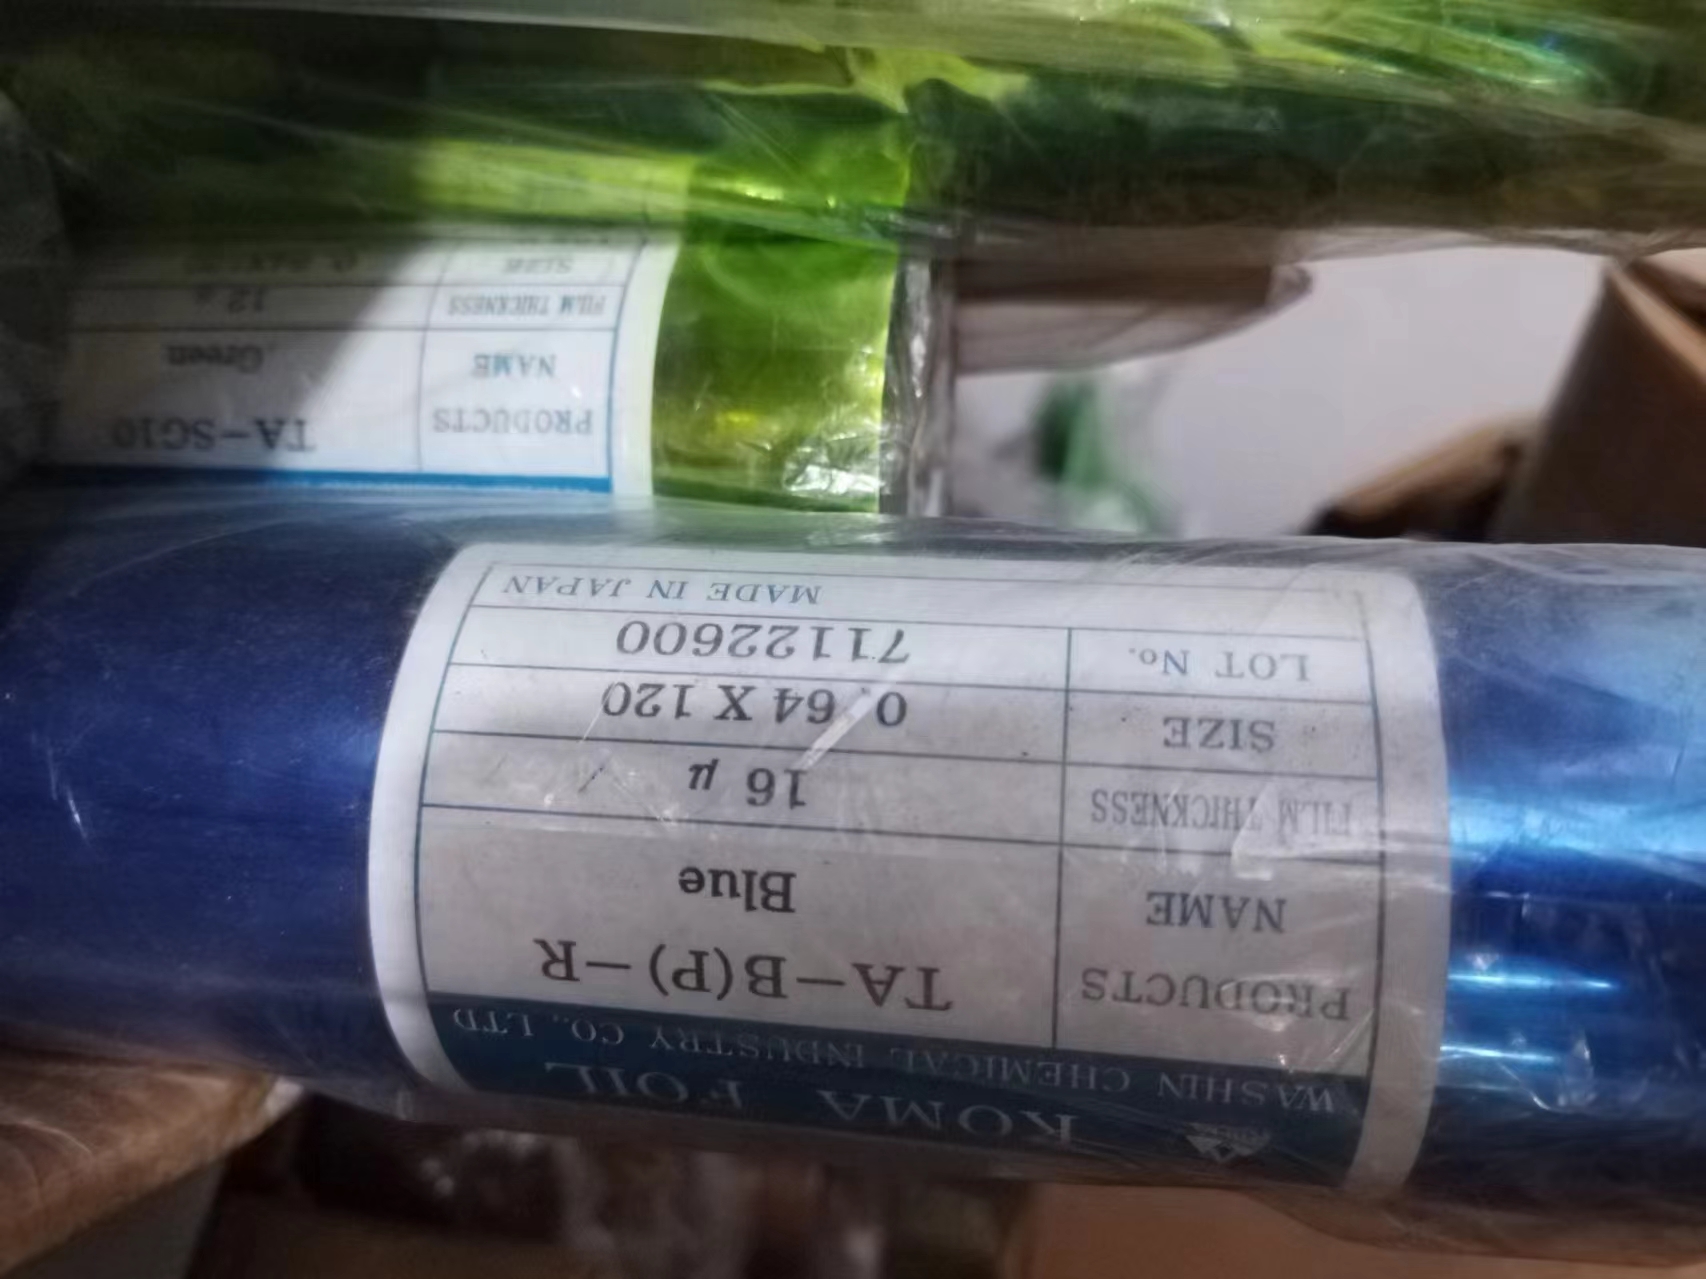 KOMA FOIL
WASHIN CHEMICAL INDUSTRY CO., LTD
PRODUCTS NAME TA-B(P)-R
Blue
FILM THICKNESS 16 μ
SIZE 0.64 X 120
LOT No. 71122600
MADE IN JAPAN
PRODUCTS NAME TA-SG10
Green
FILM THICKNESS 12
SIZE